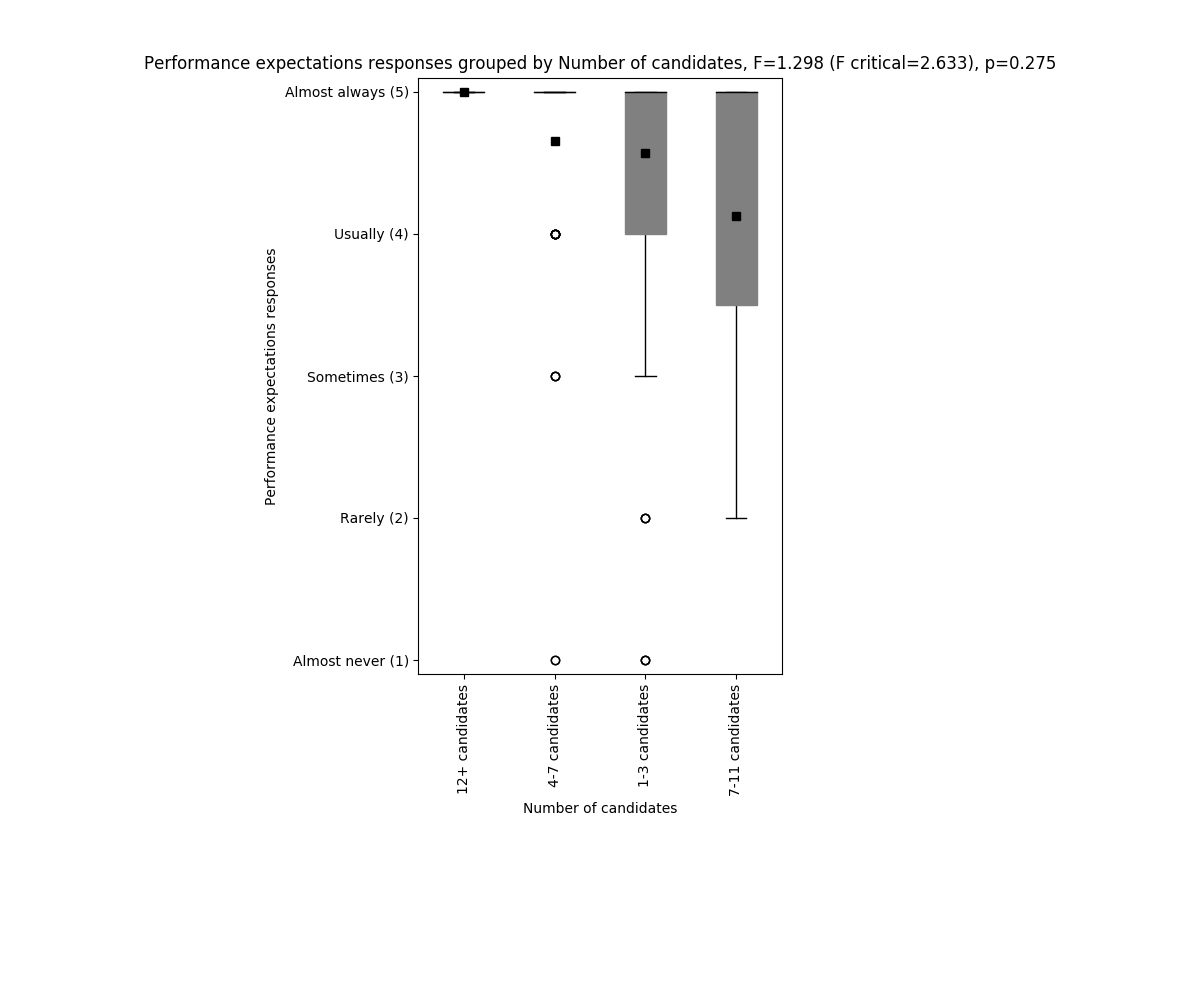 Performance expectations responses grouped by Number of candidates, F=1.298 (F critical=2.633), p=0.275
Almost always (5)
Usually (4)
Sometimes (3)
Rarely (2)
Almost never (1)
Performance expectations responses
12+ candidates
4-7 candidates
1-3 candidates
7-11 candidates
Number of candidates